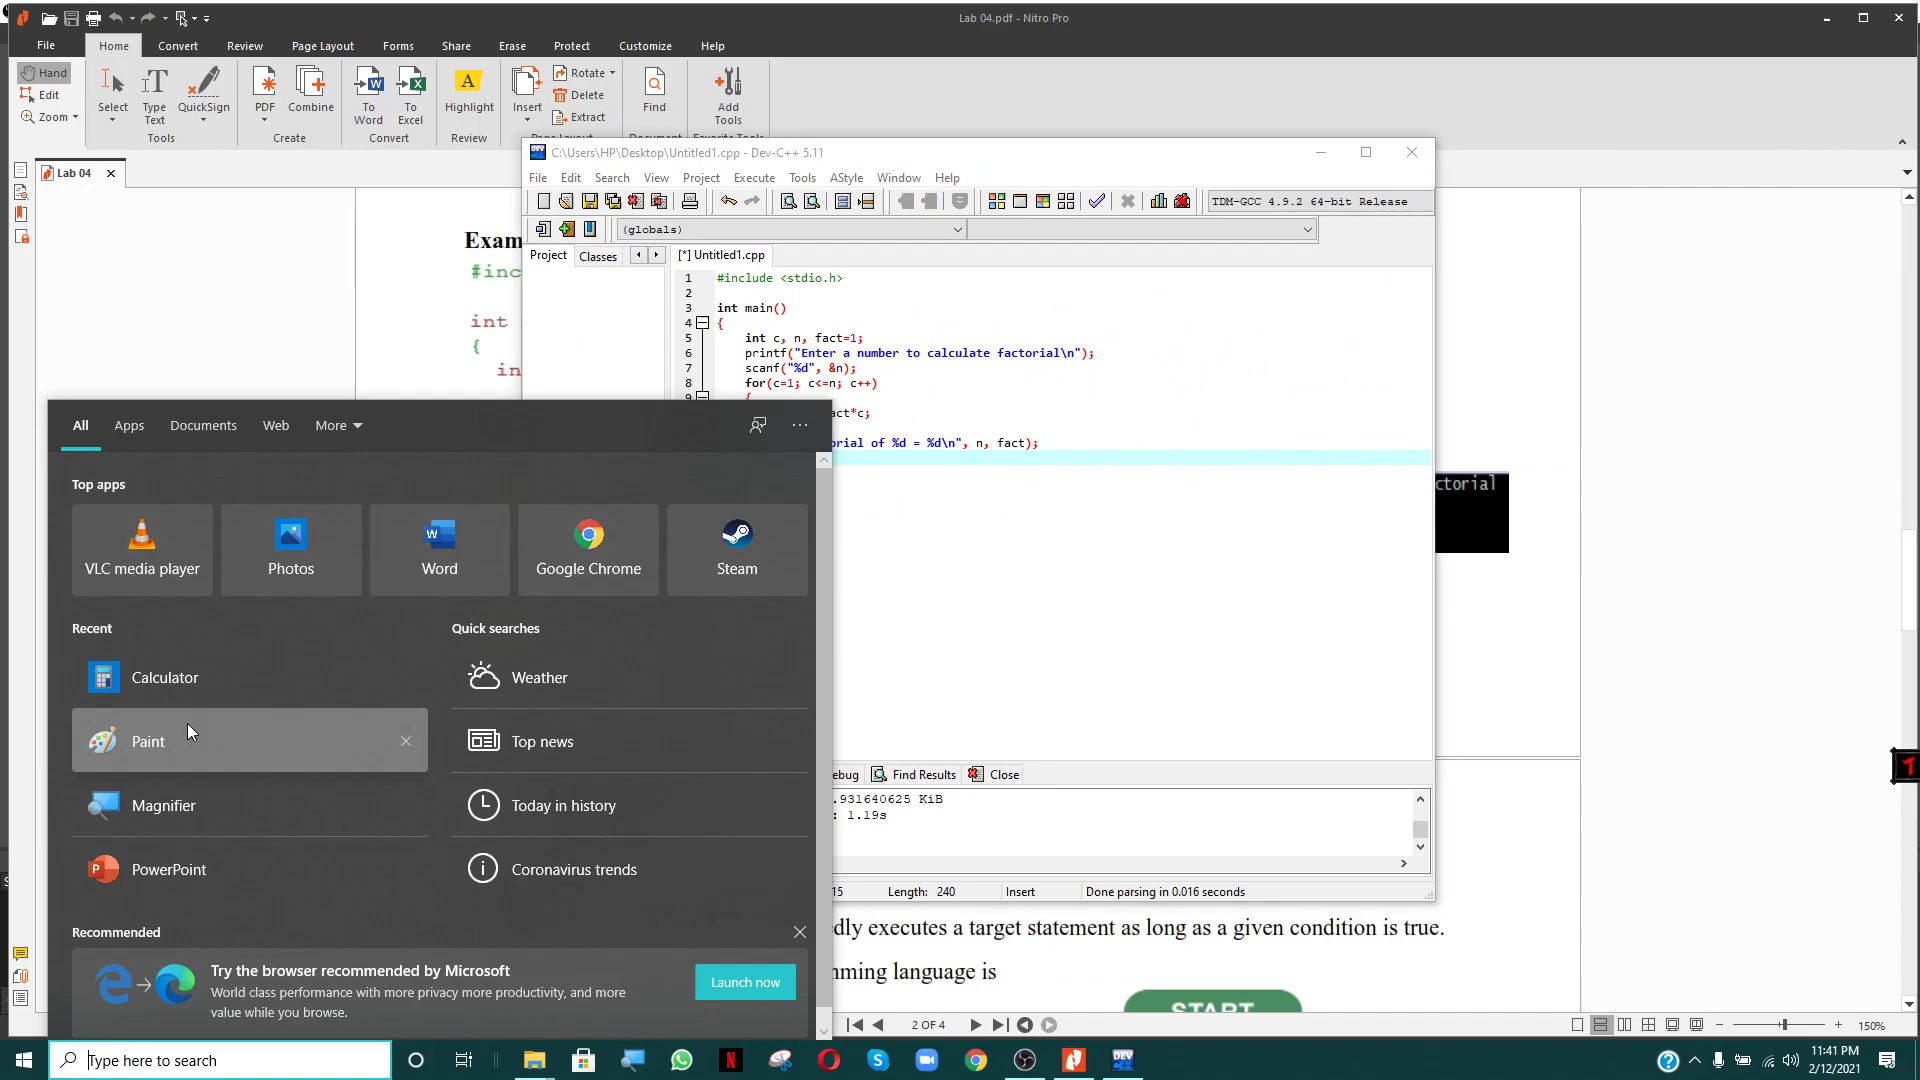 Lab 04.pdf - Nitro Pro
File Home Convert Review Page Layout Forms Share Erase Protect Customize Help
Hand
Edit
Zoom
Select
Type Text
QuickSign
Tools
PDF
Combine
Create
To Word
To Excel
Convert
A
Highlight
Review
Insert
Rotate
Delete
Extract
Find
Add Tools
Lab 04
Exam
#inc
int
{
in
C:\Users\HP\Desktop\Untitled1.cpp - Dev-C++ 5.11
File Edit Search View Project Execute Tools AStyle Window Help
TDM-GCC 4.9.2 64-bit Release
(globals)
Project Classes
[*] Untitled1.cpp
1 #include <stdio.h>
2
3 int main()
4 {
5 int c, n, fact=1;
6 printf("Enter a number to calculate factorial\n");
7 scanf("%d", &n);
8 for(c=1; c<=n; c++)
9 {
act*c;
orial of %d = %d\n", n, fact);
ctorial
ebug Find Results Close
.931640625 KiB
: 1.19s
15 Length: 240 Insert Done parsing in 0.016 seconds
dly executes a target statement as long as a given condition is true.
mming language is
START
2 OF 4
150%
All Apps Documents Web More
Top apps
VLC media player
Photos
Word
Google Chrome
Steam
Recent
Calculator
Paint
Magnifier
PowerPoint
Quick searches
Weather
Top news
Today in history
Coronavirus trends
Recommended
Try the browser recommended by Microsoft
World class performance with more privacy more productivity, and more
value while you browse.
Launch now
Type here to search
DEV
11:41 PM
2/12/2021